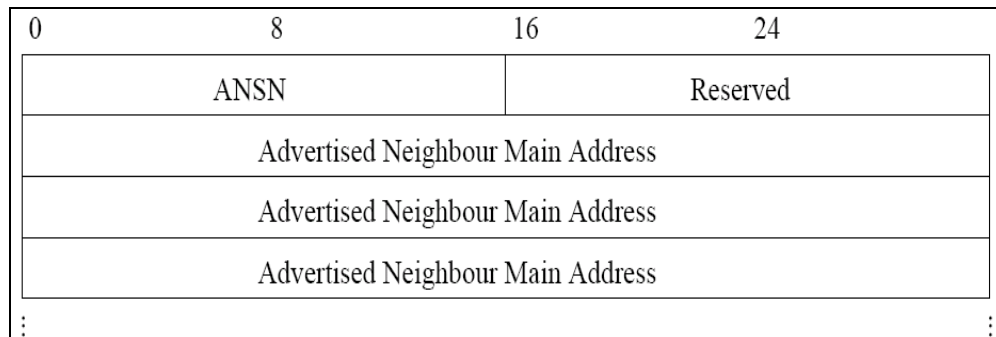 0 8 16 24
ANSN Reserved
Advertised Neighbour Main Address
Advertised Neighbour Main Address
Advertised Neighbour Main Address